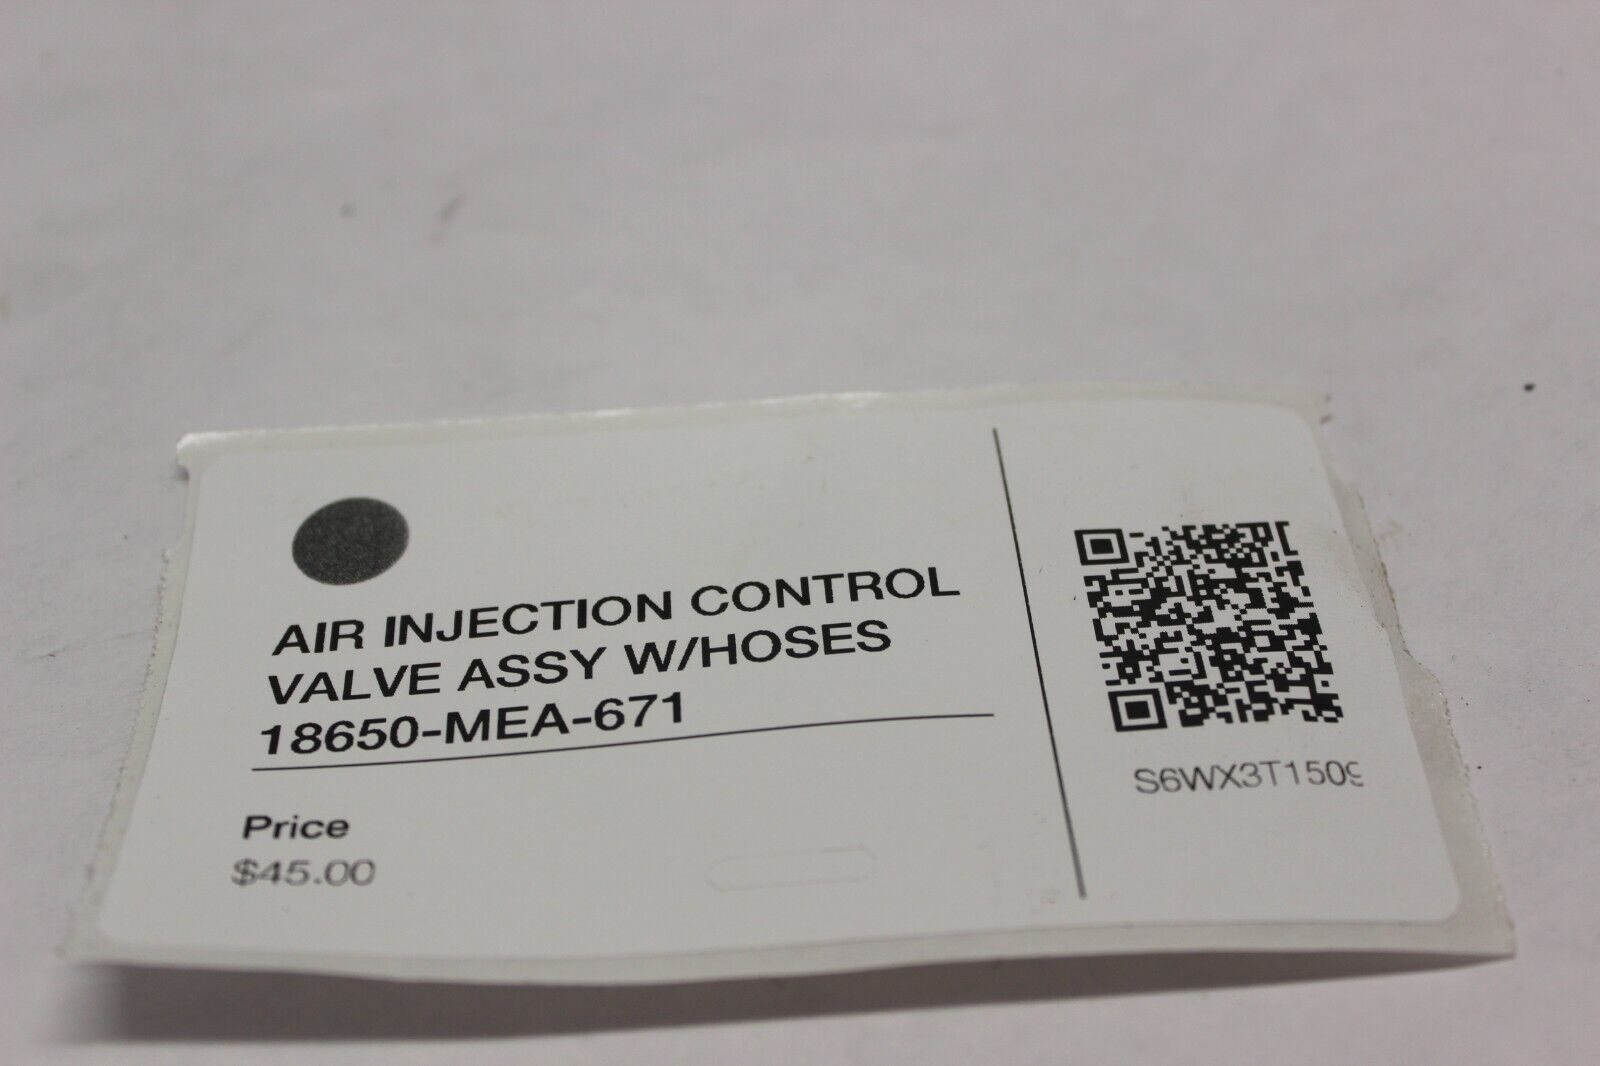 AIR INJECTION CONTROL
VALVE ASSY W/HOSES
18650-MEA-671
Price
$45.00
S6WX3T1509